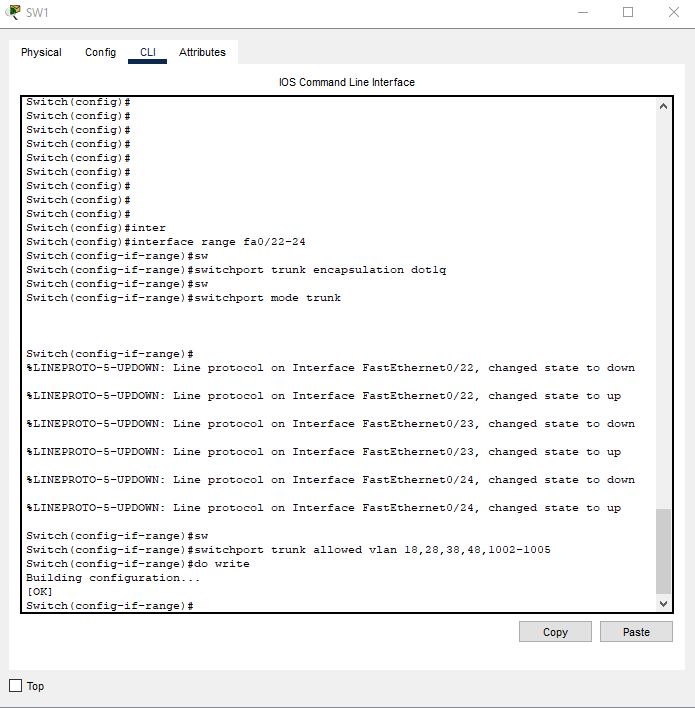 SW1
Physical Config CLI Attributes
IOS Command Line Interface
Switch(config)#
Switch(config)#
Switch(config)#
Switch(config)#
Switch(config)#
Switch(config)#
Switch(config)#
Switch(config)#
Switch(config)#
Switch(config)#inter
Switch(config)#interface range fa0/22-24
Switch(config-if-range)#sw
Switch(config-if-range)#switchport trunk encapsulation dot1q
Switch(config-if-range)#sw
Switch(config-if-range)#switchport mode trunk
Switch(config-if-range)#
%LINEPROTO-5-UPDOWN: Line protocol on Interface FastEthernet0/22, changed state to down
%LINEPROTO-5-UPDOWN: Line protocol on Interface FastEthernet0/22, changed state to up
%LINEPROTO-5-UPDOWN: Line protocol on Interface FastEthernet0/23, changed state to down
%LINEPROTO-5-UPDOWN: Line protocol on Interface FastEthernet0/23, changed state to up
%LINEPROTO-5-UPDOWN: Line protocol on Interface FastEthernet0/24, changed state to down
%LINEPROTO-5-UPDOWN: Line protocol on Interface FastEthernet0/24, changed state to up
Switch(config-if-range)#sw
Switch(config-if-range)#switchport trunk allowed vlan 18,28,38,48,1002-1005
Switch(config-if-range)#do write
Building configuration...
[OK]
Switch(config-if-range)#
Copy Paste
Top